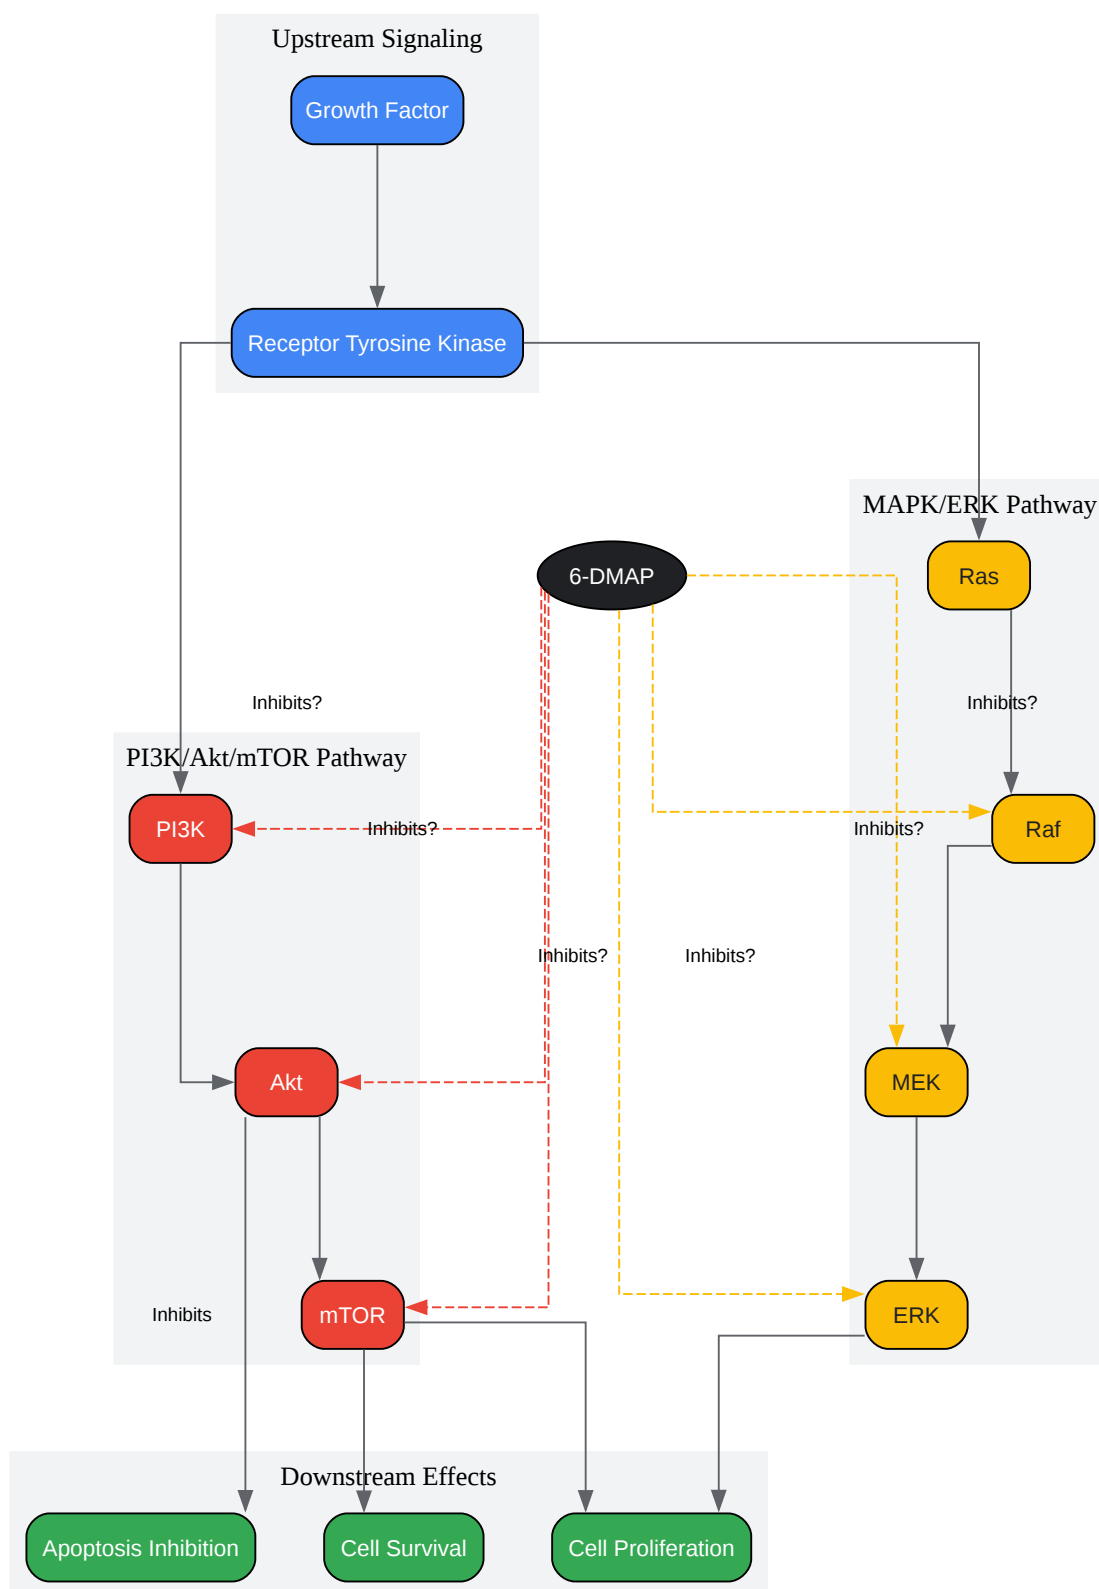 Upstream Signaling
Growth Factor
Receptor Tyrosine Kinase
MAPK/ERK Pathway
6-DMAP
Ras
Inhibits?
Inhibits?
PI3K/Akt/mTOR Pathway
PI3K
Inhibits?
Inhibits?
Raf
Inhibits?
Inhibits?
Akt
MEK
Inhibits
mTOR
ERK
Downstream Effects
Apoptosis Inhibition
Cell Survival
Cell Proliferation